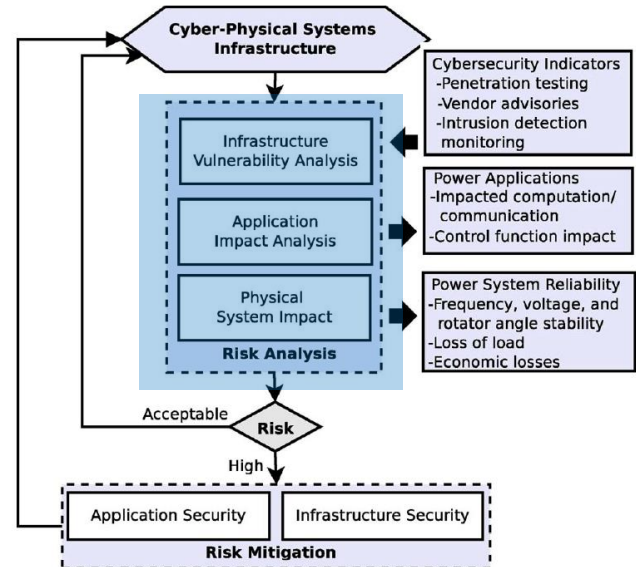 Cyber-Physical Systems
Infrastructure
Cybersecurity Indicators
-Penetration testing
-Vendor advisories
-Intrusion detection
monitoring
Infrastructure
Vulnerability Analysis
Power Applications
-Impacted computation/
communication
-Control function impact
Application
Impact Analysis
Power System Reliability
-Frequency, voltage, and
rotator angle stability
-Loss of load
-Economic losses
Physical
System Impact
Risk Analysis
Acceptable
Risk
High
Application Security
Infrastructure Security
Risk Mitigation